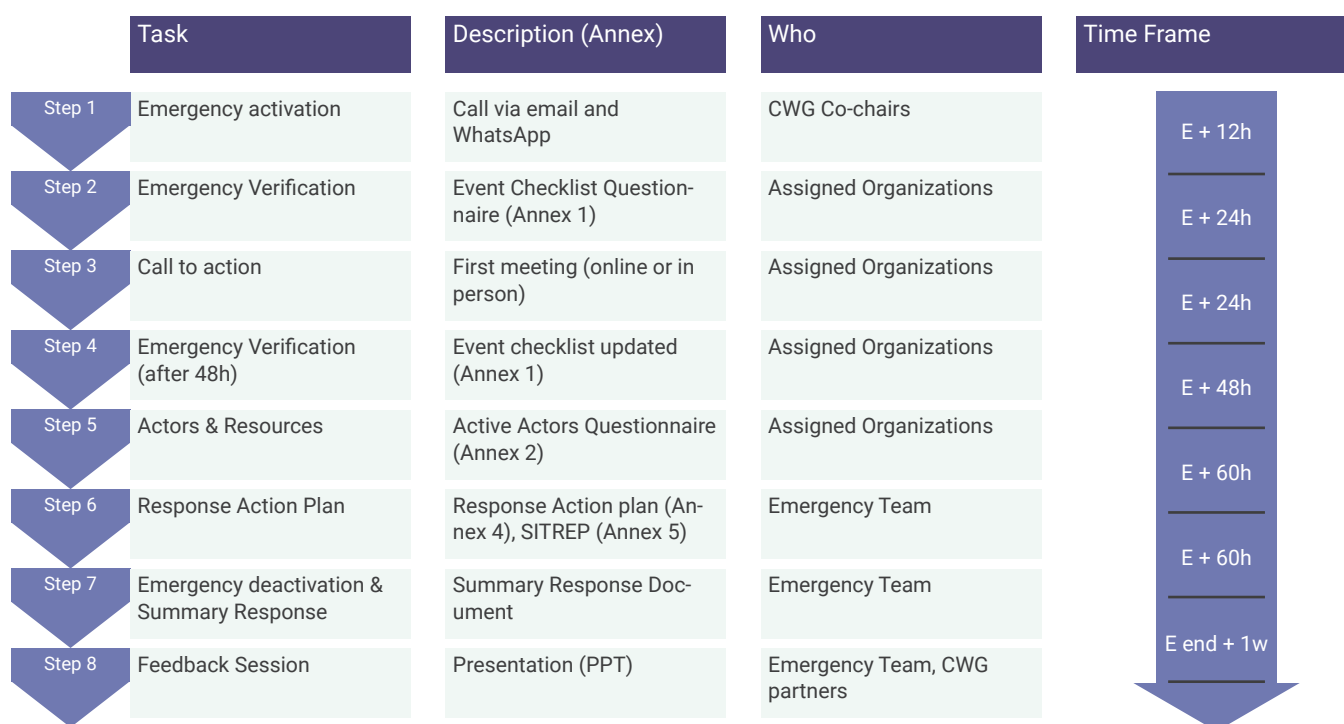 Task
Description (Annex)
Who
Time Frame
Step 1
Emergency activation
Call via email and
WhatsApp
CWG Co-chairs
E + 12h
Step 2
Emergency Verification
Event Checklist Question-
naire (Annex 1)
Assigned Organizations
E + 24h
Step 3
Call to action
First meeting (online or in
person)
Assigned Organizations
E + 24h
Step 4
Emergency Verification
(after 48h)
Event checklist updated
(Annex 1)
Assigned Organizations
E + 48h
Step 5
Actors & Resources
Active Actors Questionnaire
(Annex 2)
Assigned Organizations
E + 60h
Step 6
Response Action Plan
Response Action plan (An-
nex 4), SITREP (Annex 5)
Emergency Team
E + 60h
Step 7
Emergency deactivation &
Summary Response
Summary Response Doc-
ument
Emergency Team
E end + 1w
Step 8
Feedback Session
Presentation (PPT)
Emergency Team, CWG
partners